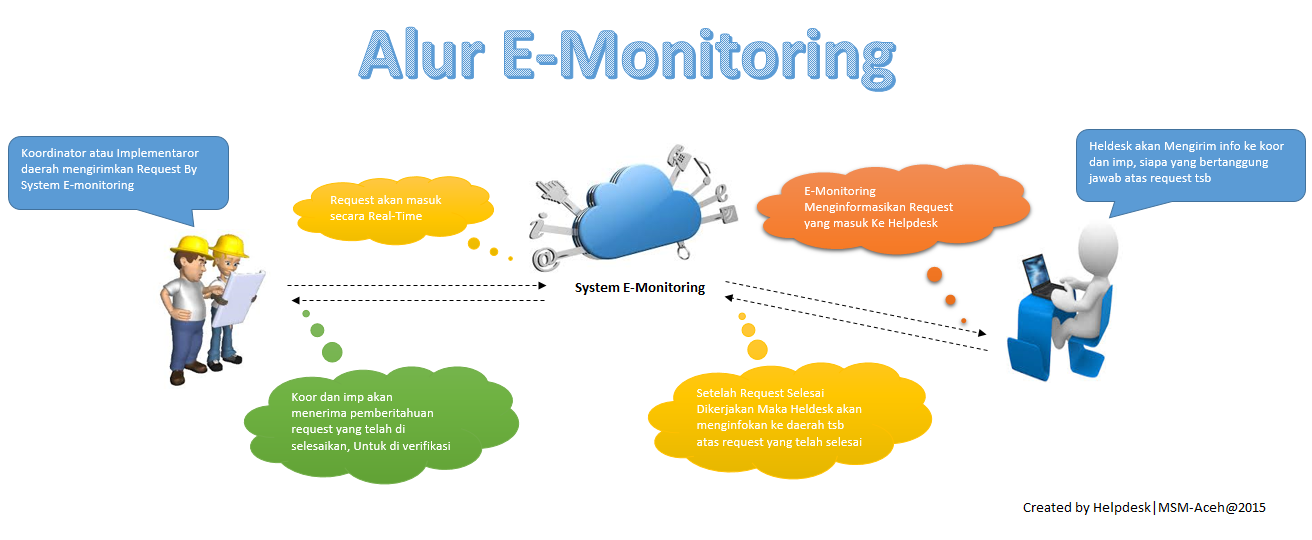 Alur E-Monitoring
Koordinator atau Implementaror
daerah mengirimkan Request By
System E-monitoring
Request akan masuk
secara Real-Time
E-Monitoring
Menginformasikan Request
yang masuk Ke Helpdesk
Heldesk akan Mengirim info ke koor
dan imp, siapa yang bertanggung
jawab atas request tsb
System E-Monitoring
Koor dan imp akan
menerima pemberitahuan
request yang telah di
selesaikan, Untuk di verifikasi
Setelah Request Selesai
Dikerjakan Maka Heldesk akan
menginfokan ke daerah tsb
atas request yang telah selesai
Created by Helpdesk|MSM-Aceh@2015